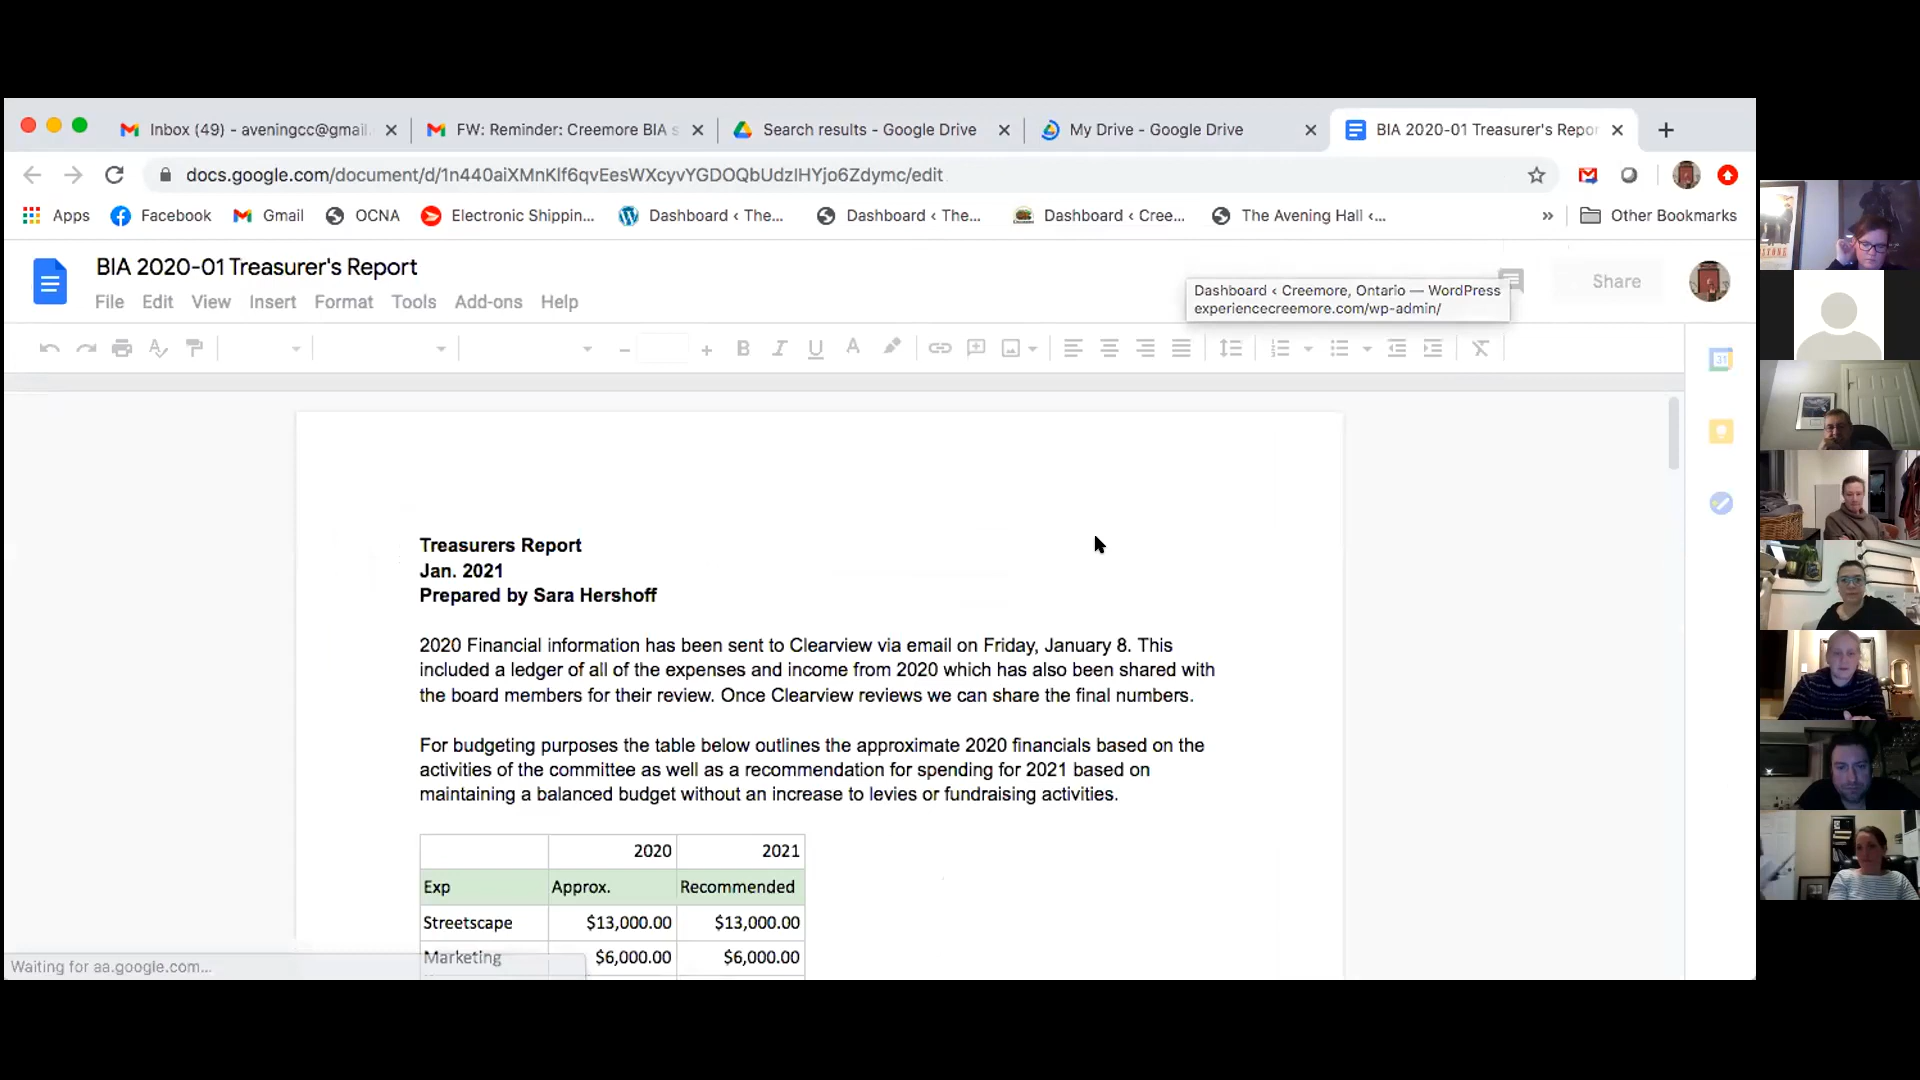 Inbox (49) - aveningcc@gmail.
FW: Reminder: Creemore BIA s
Search results - Google Drive
My Drive - Google Drive
BIA 2020-01 Treasurer's Repor
docs.google.com/document/d/1n440aiXMnKlf6qvEesWXcyvYGDOQbUdzIHYjo6Zdymc/edit
Apps
Facebook
Gmail
OCNA
Electronic Shippin...
Dashboard ‹ The...
Dashboard ‹ The...
Dashboard ‹ Cree...
The Avening Hall ‹...
»
Other Bookmarks
BIA 2020-01 Treasurer's Report
File Edit View Insert Format Tools Add-ons Help
Dashboard ‹ Creemore, Ontario — WordPress
experiencecreemore.com/wp-admin/
Share
31
Treasurers Report
Jan. 2021
Prepared by Sara Hershoff
2020 Financial information has been sent to Clearview via email on Friday, January 8. This
included a ledger of all of the expenses and income from 2020 which has also been shared with
the board members for their review. Once Clearview reviews we can share the final numbers.
For budgeting purposes the table below outlines the approximate 2020 financials based on the
activities of the committee as well as a recommendation for spending for 2021 based on
maintaining a balanced budget without an increase to levies or fundraising activities.
2020 2021
Exp Approx. Recommended
Streetscape $13,000.00 $13,000.00
Marketing $6,000.00 $6,000.00
Waiting for aa.google.com...